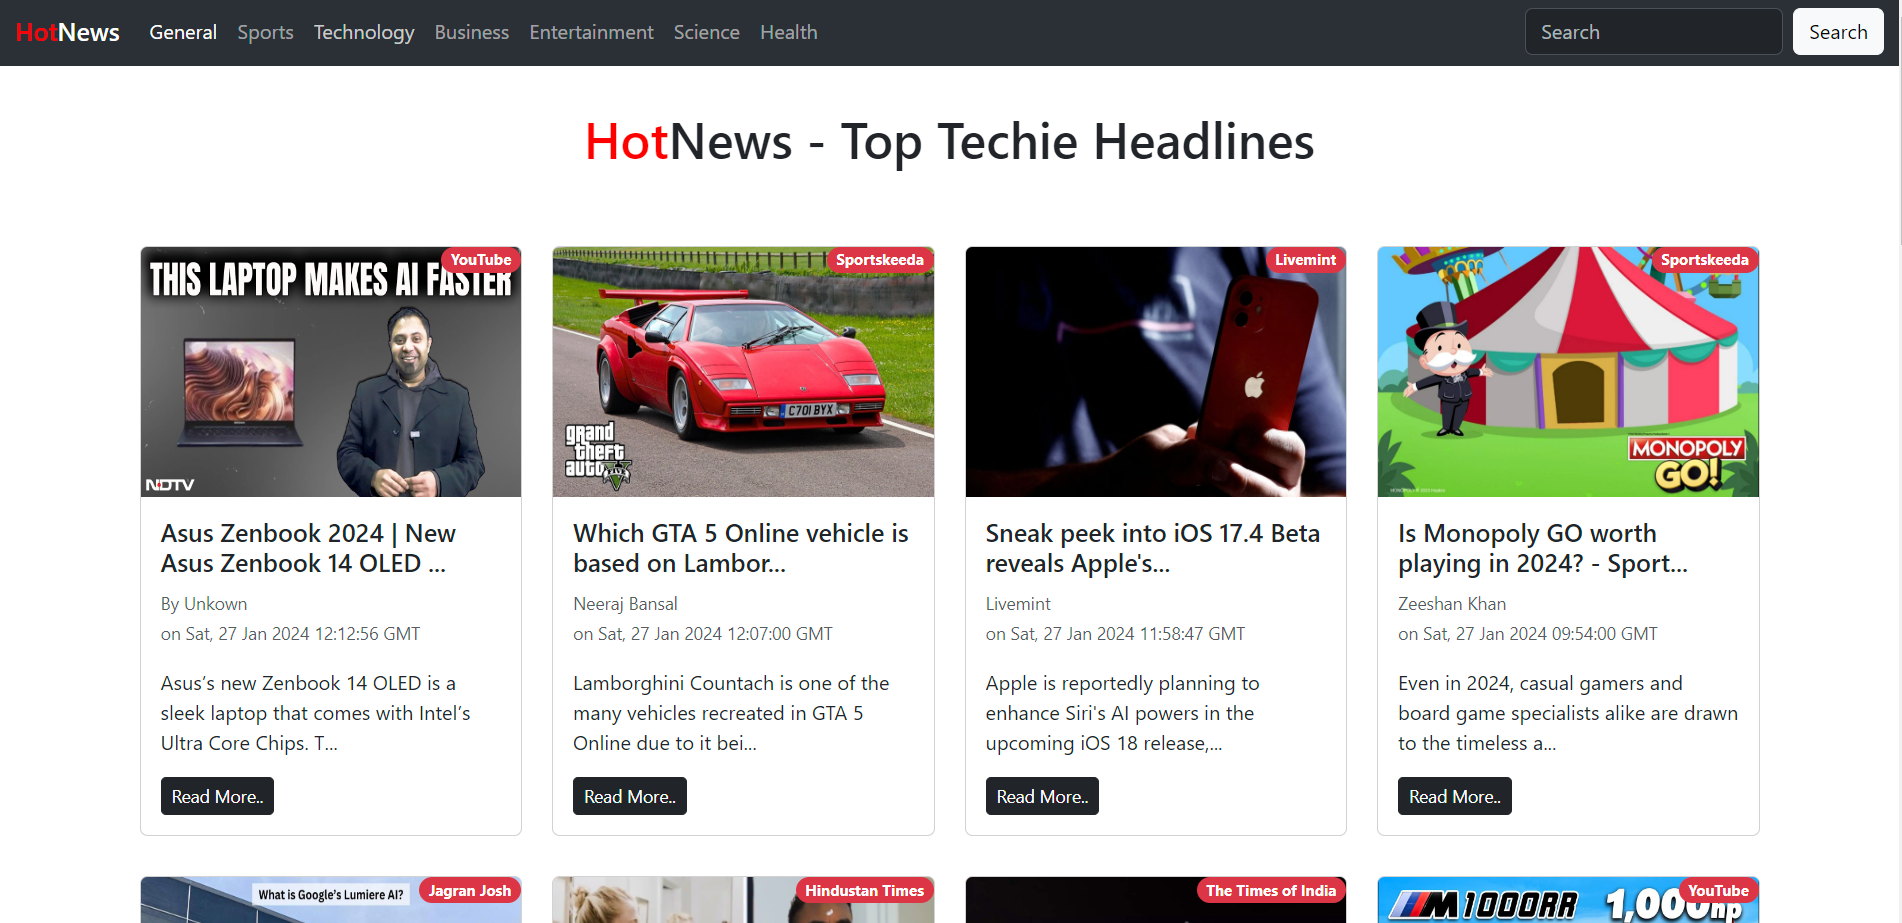 HotNews General Sports Technology Business Entertainment Science Health Search Search
HotNews - Top Techie Headlines
YouTube
THIS LAPTOP MAKES AI FASTER
NDTV
Asus Zenbook 2024 | New
Asus Zenbook 14 OLED ...
By Unkown
on Sat, 27 Jan 2024 12:12:56 GMT
Asus’s new Zenbook 14 OLED is a
sleek laptop that comes with Intel’s
Ultra Core Chips. T...
Read More..
Sportskeeda
C701 BYX
grand
theft
auto V
FIVE
Which GTA 5 Online vehicle is
based on Lambor...
Neeraj Bansal
on Sat, 27 Jan 2024 12:07:00 GMT
Lamborghini Countach is one of the
many vehicles recreated in GTA 5
Online due to it bei...
Read More..
Livemint
Sneak peek into iOS 17.4 Beta
reveals Apple's...
Livemint
on Sat, 27 Jan 2024 11:58:47 GMT
Apple is reportedly planning to
enhance Siri's AI powers in the
upcoming iOS 18 release,...
Read More..
Sportskeeda
MONOPOLY
GO!
Is Monopoly GO worth
playing in 2024? - Sport...
Zeeshan Khan
on Sat, 27 Jan 2024 09:54:00 GMT
Even in 2024, casual gamers and
board game specialists alike are drawn
to the timeless a...
Read More..
What is Google’s Lumiere AI?
Jagran Josh
Hindustan Times
The Times of India
M 1000RR 1,000hp
YouTube